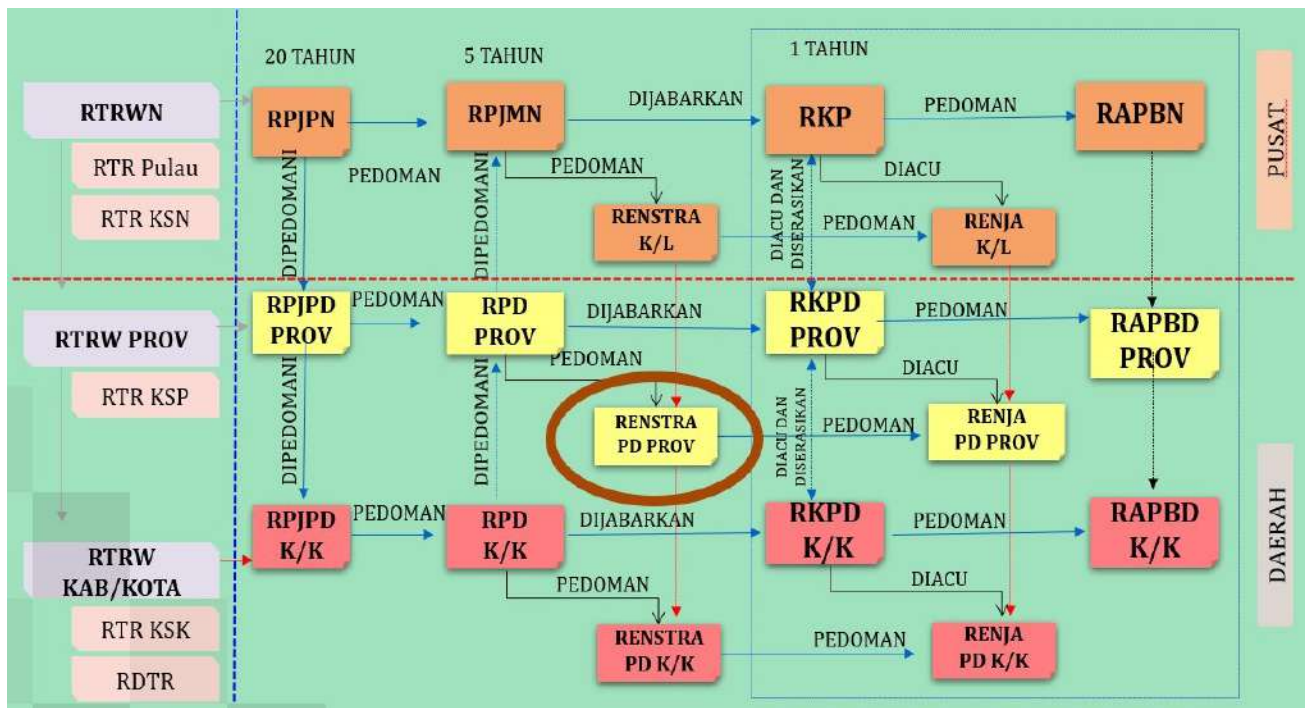 20 TAHUN
5 TAHUN
1 TAHUN
RTRWN
RPJPN
RPJMN
DIJABARKAN
RKP
PEDOMAN
RAPBN
PUSAT
RTR Pulau
RTR KSN
DIPEDOMANI
PEDOMAN
DIPEDOMANI
PEDOMAN
RENSTRA
K/L
PEDOMAN
DIACU DAN
DISERASIKAN
DIACU
RENJA
K/L
RTRW PROV
RPJPD
PROV
PEDOMAN
RPD
PROV
DIJABARKAN
RKPD
PROV
PEDOMAN
RAPBD
PROV
RTR KSP
DIPEDOMANI
DIPEDOMANI
PEDOMAN
RENSTRA
PD PROV
PEDOMAN
DIACU DAN
DISERASIKAN
DIACU
RENJA
PD PROV
DAERAH
RTRW
KAB/KOTA
RPJPD
K/K
PEDOMAN
RPD
K/K
DIJABARKAN
RKPD
K/K
PEDOMAN
RAPBD
K/K
RTR KSK
RDTR
PEDOMAN
RENSTRA
PD K/K
PEDOMAN
DIACU
RENJA
PD K/K